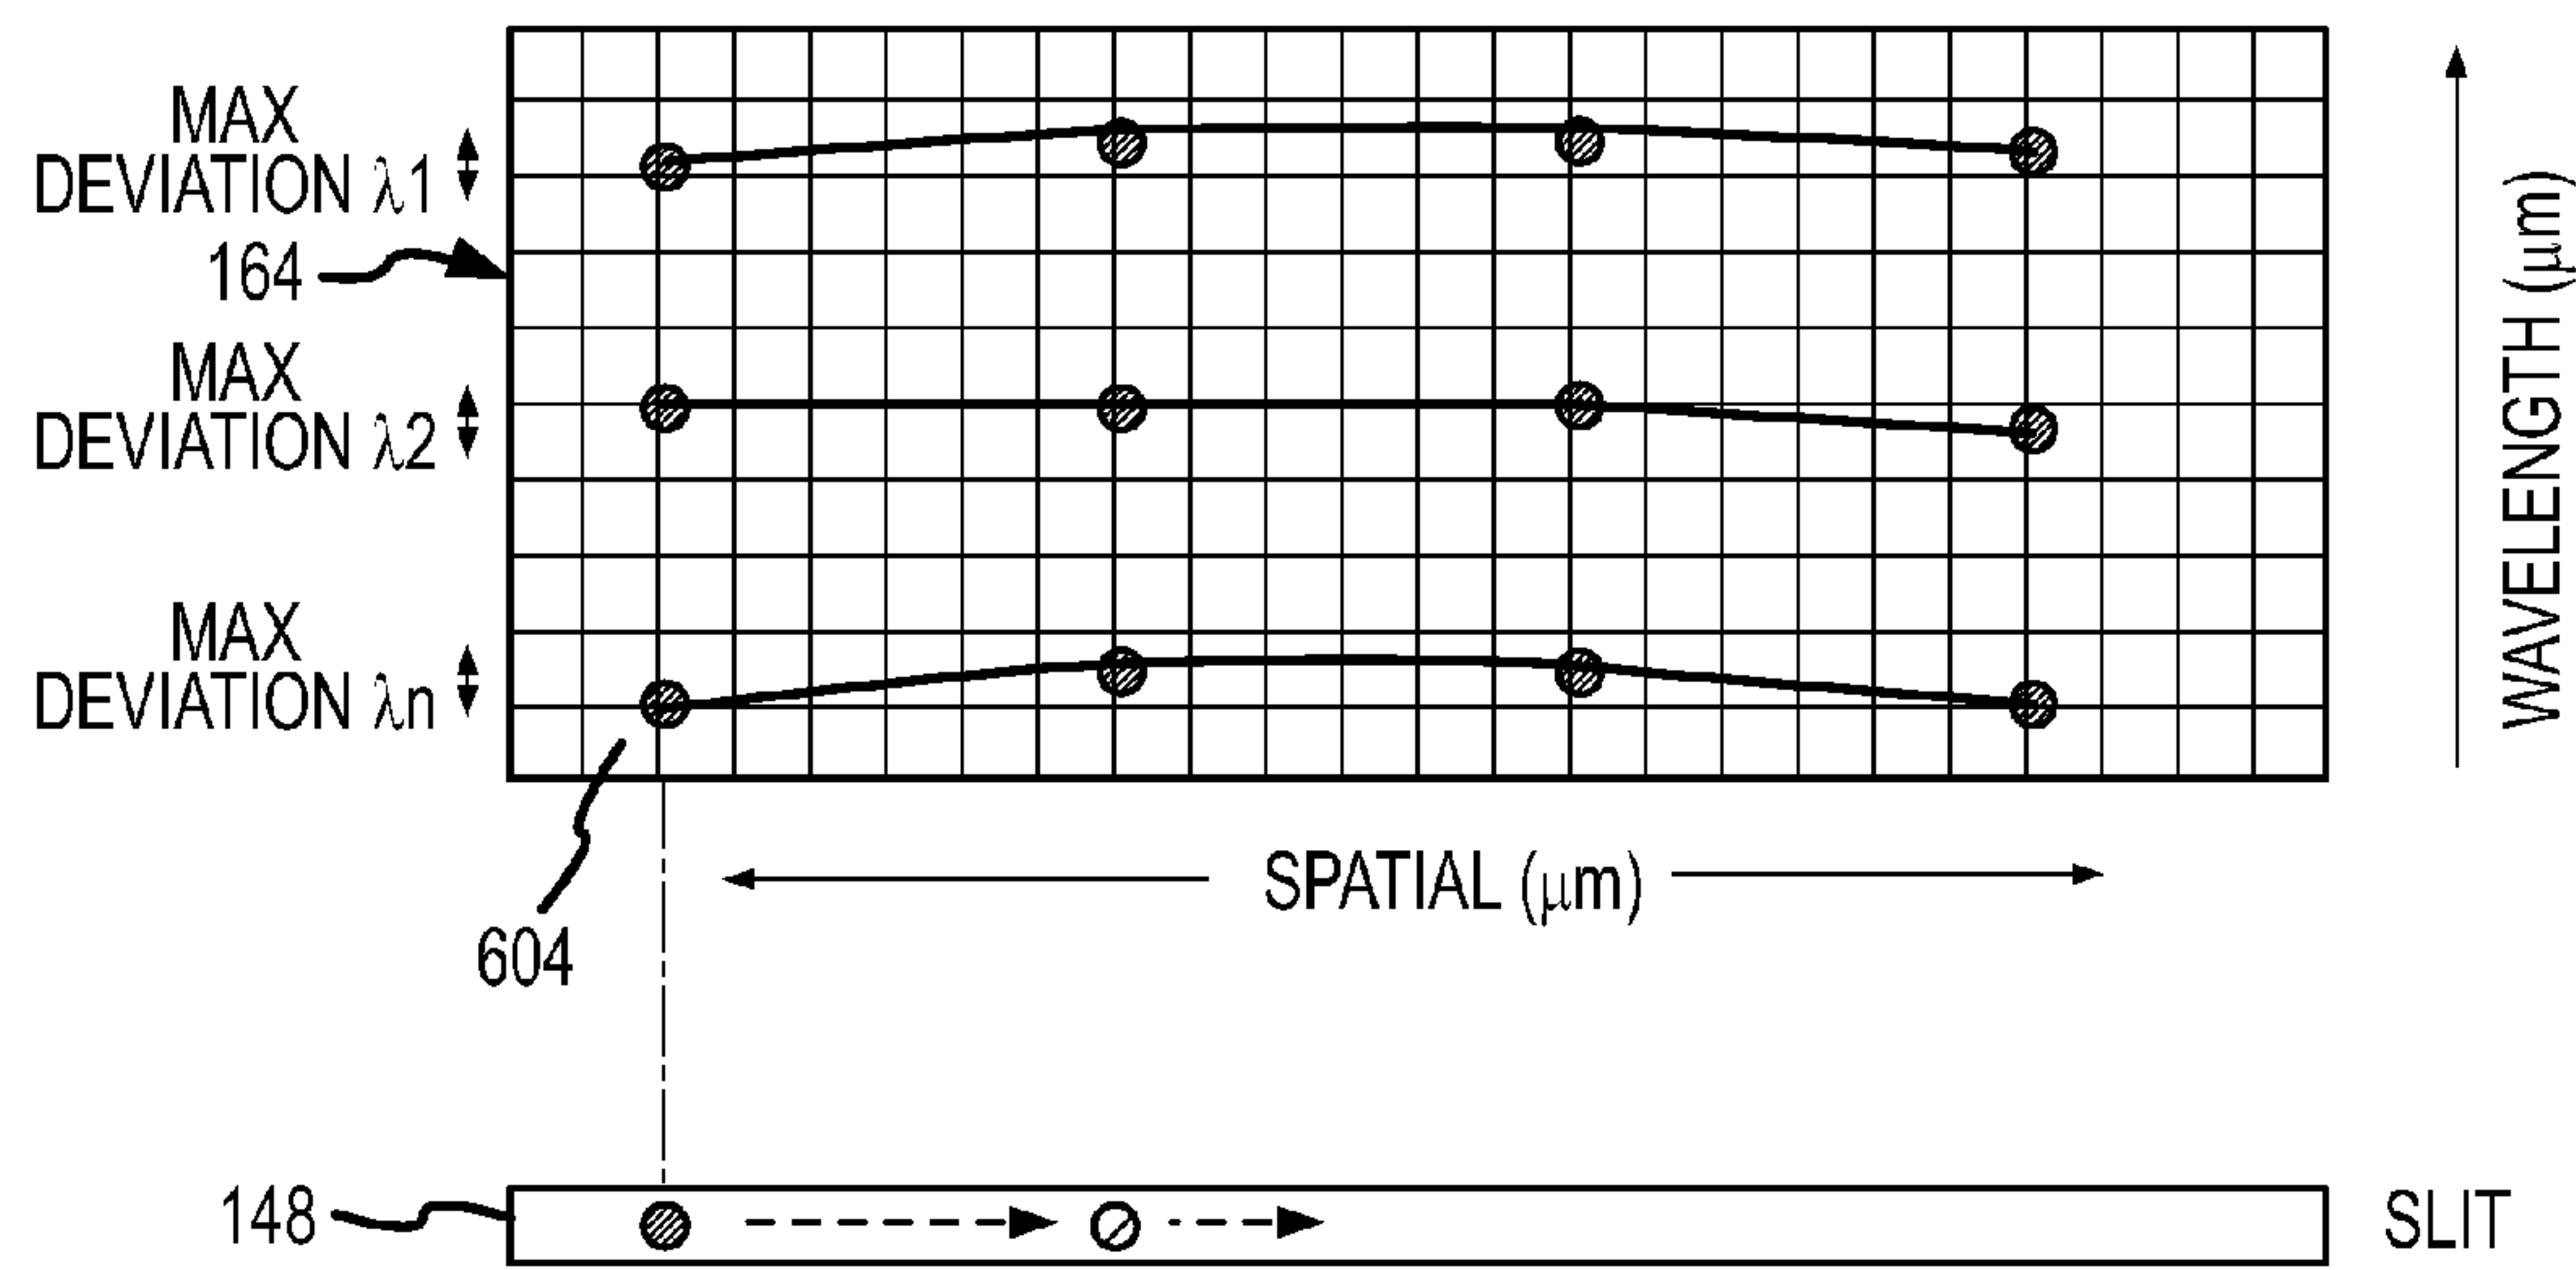 MAX
DEVIATION λ1
164
MAX
DEVIATION λ2
MAX
DEVIATION λn
WAVELENGTH (μm)
SPATIAL (μm)
604
148
SLIT